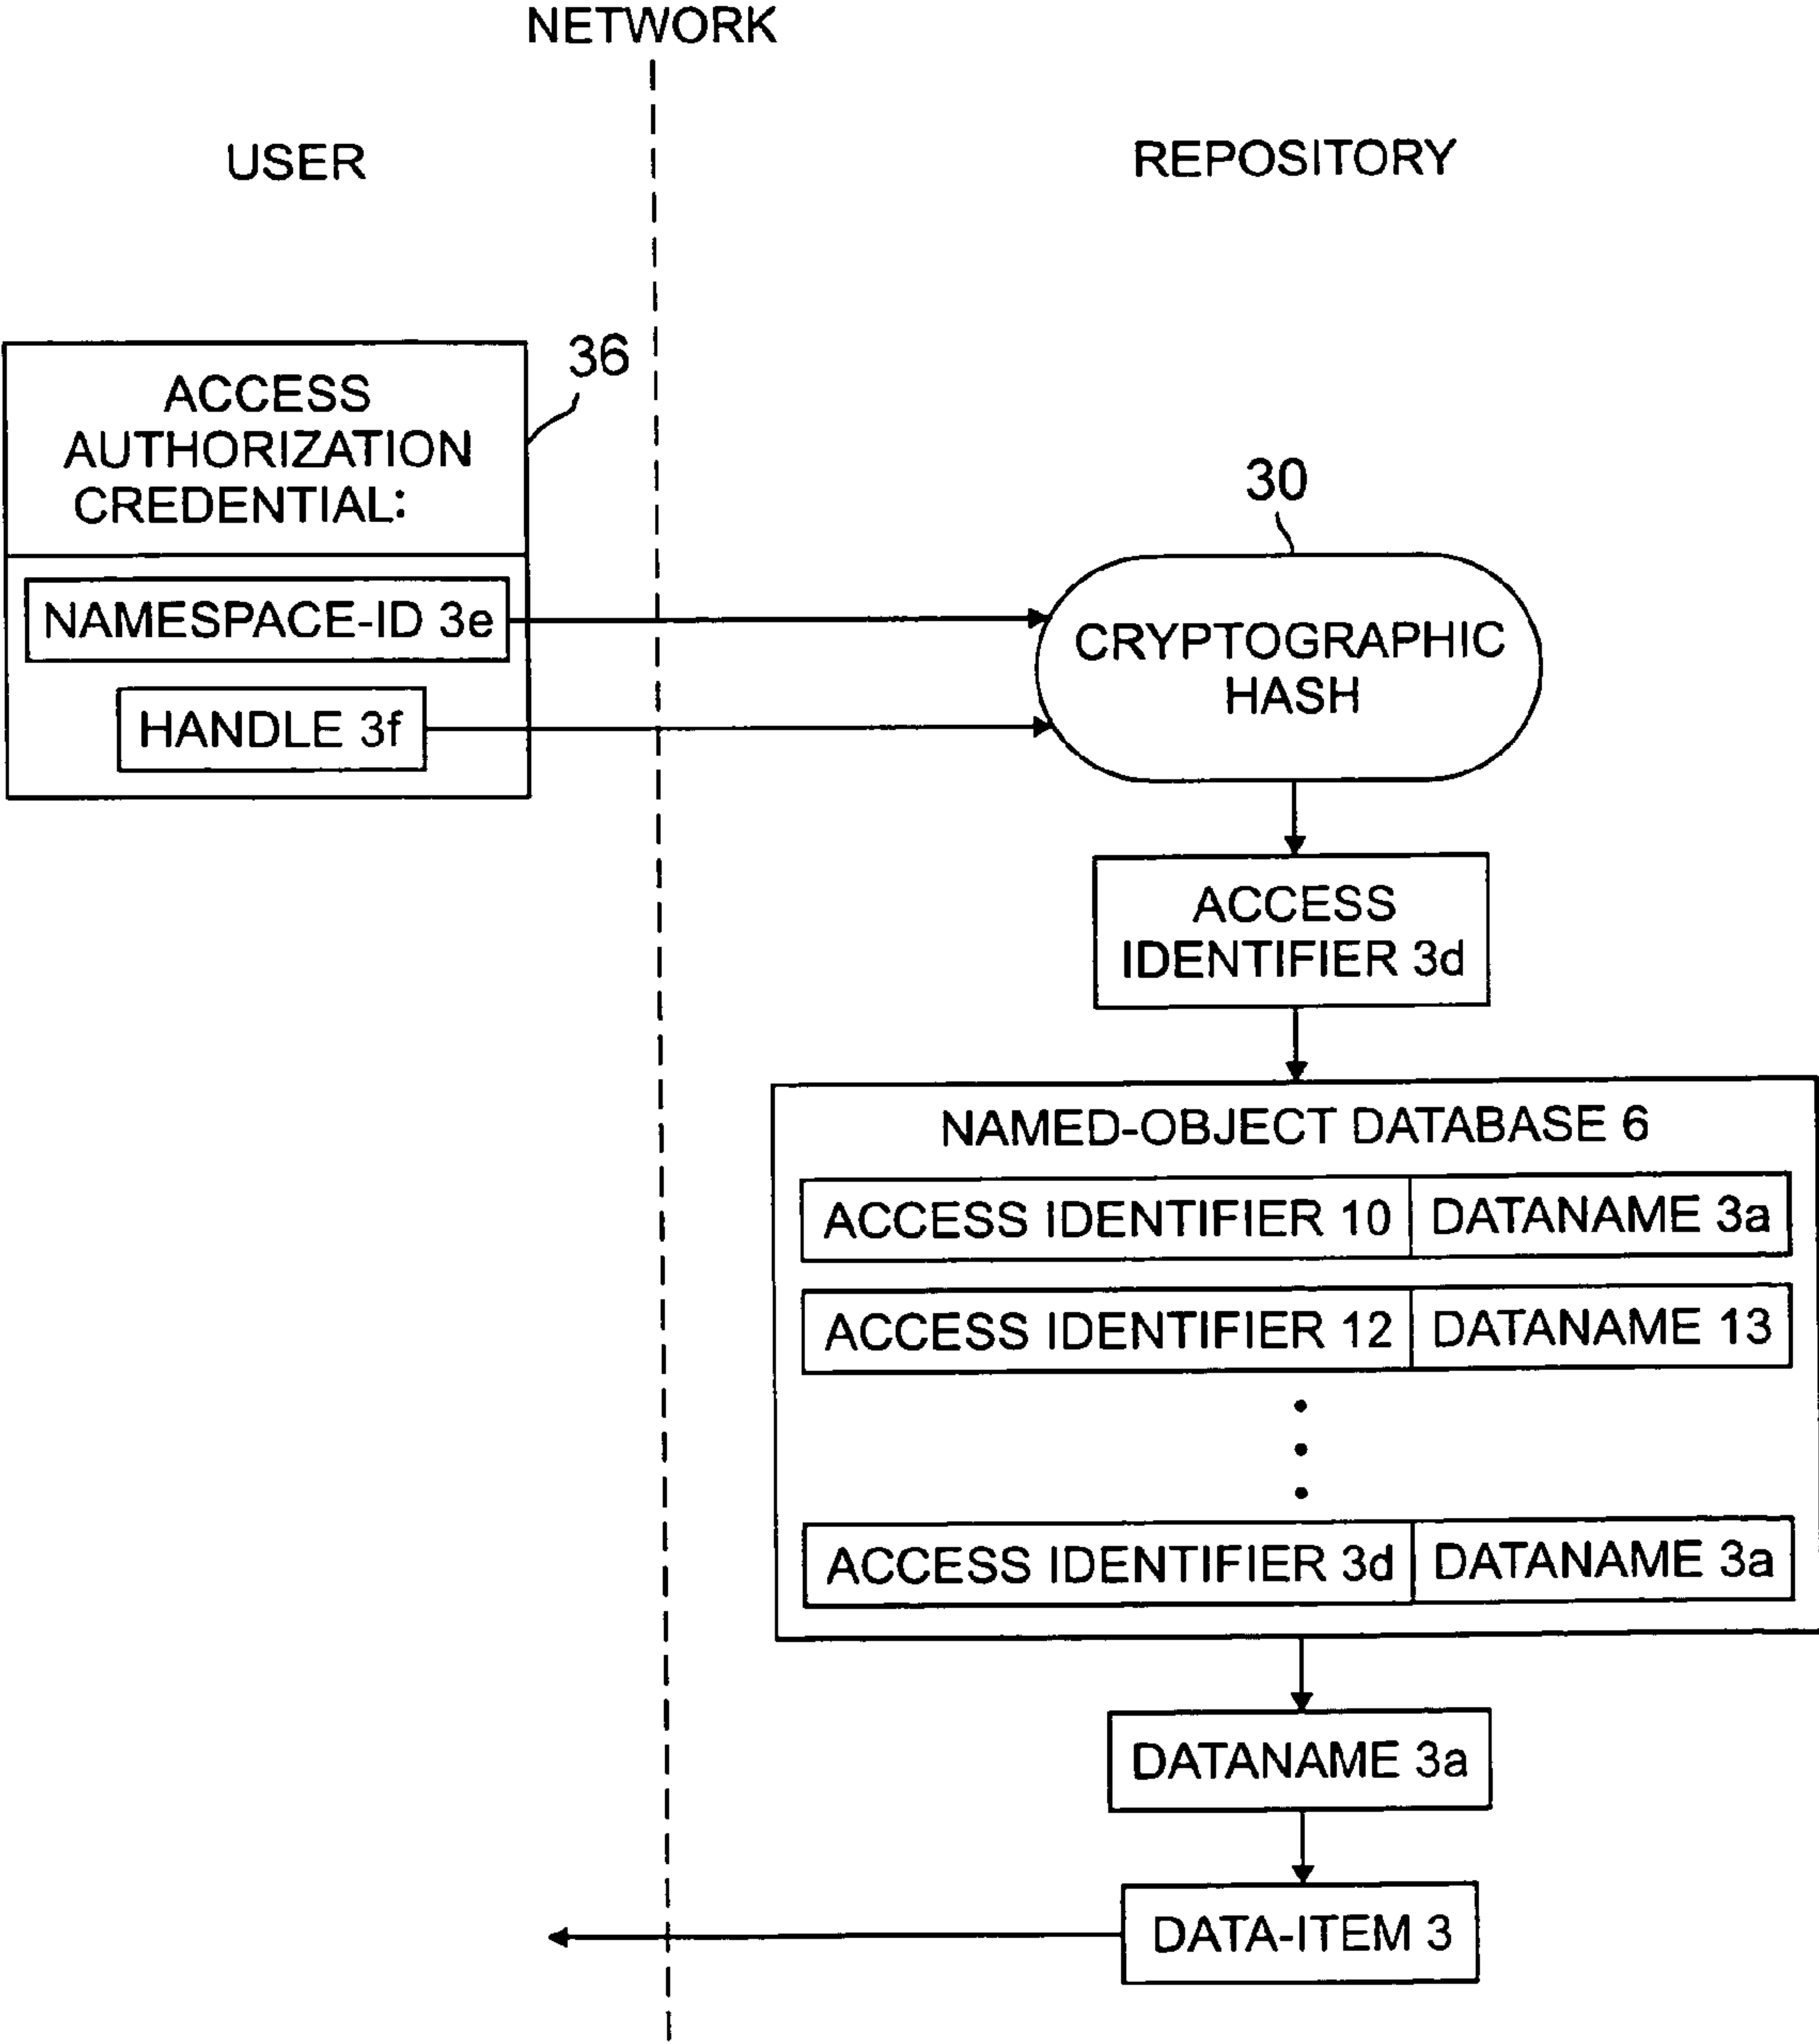 NETWORK
USER
REPOSITORY
36
ACCESS
AUTHORIZATION
CREDENTIAL:
NAMESPACE-ID 3e
HANDLE 3f
30
CRYPTOGRAPHIC
HASH
ACCESS
IDENTIFIER 3d
NAMED-OBJECT DATABASE 6
ACCESS IDENTIFIER 10 DATANAME 3a
ACCESS IDENTIFIER 12 DATANAME 13
ACCESS IDENTIFIER 3d DATANAME 3a
DATANAME 3a
DATA-ITEM 3